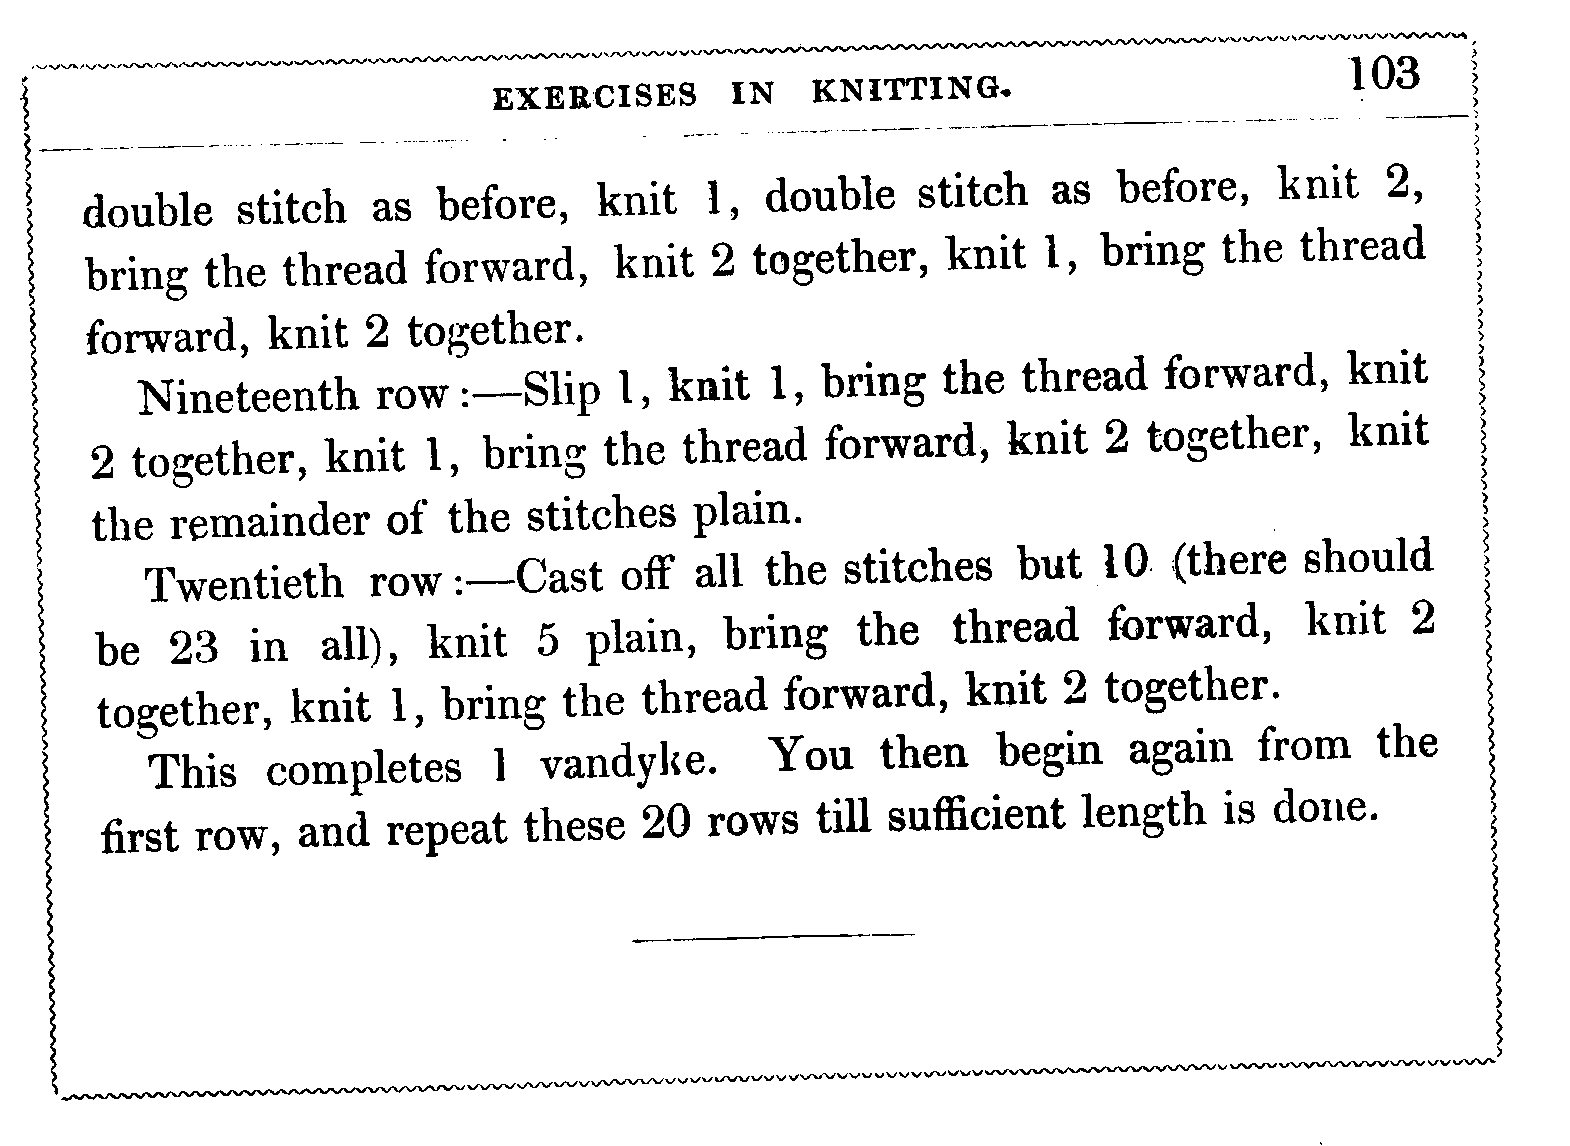 EXERCISES IN KNITTING. 103
double stitch as before, knit 1, double stitch as before, knit 2,
bring the thread forward, knit 2 together, knit 1, bring the thread
forward, knit 2 together.
Nineteenth row:—Slip 1, knit 1, bring the thread forward, knit
2 together, knit 1, bring the thread forward, knit 2 together, knit
the remainder of the stitches plain.
Twentieth row:—Cast off all the stitches but 10 (there should
be 23 in all), knit 5 plain, bring the thread forward, knit 2
together, knit 1, bring the thread forward, knit 2 together.
This completes 1 vandyke. You then begin again from the
first row, and repeat these 20 rows till sufficient length is done.